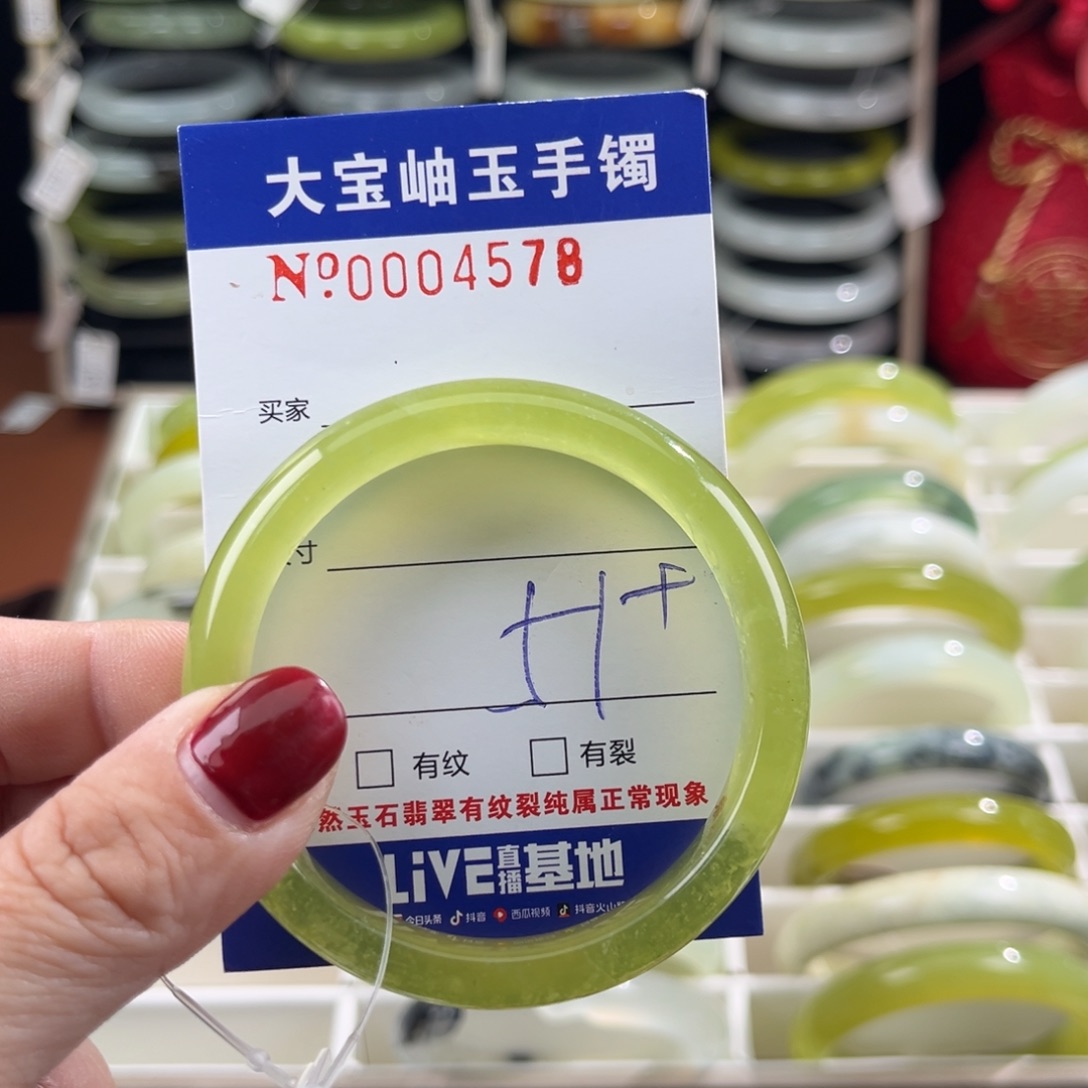 大宝岫玉手镯
Nº:0004578
买家
寸
H+
有纹 有裂
然玉石翡翠有纹裂纯属正常现象
LiVE直播基地
今日头条 抖音 西瓜视频 抖音火山